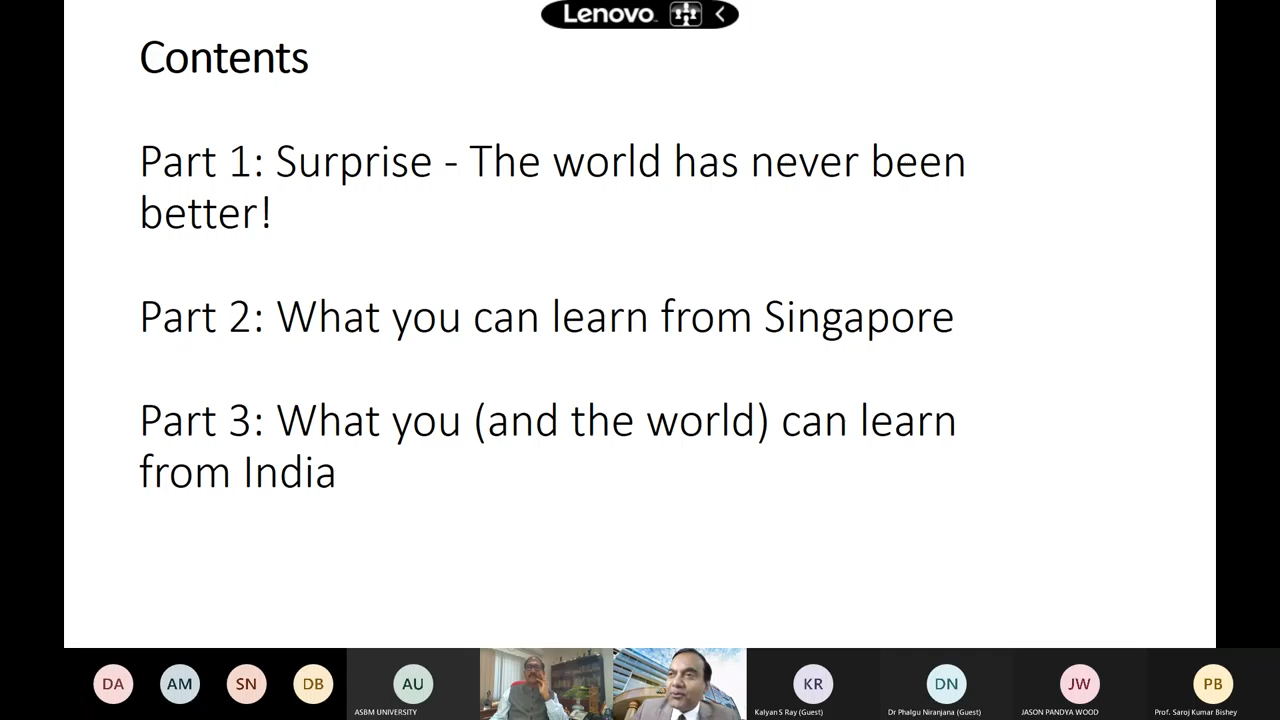 Lenovo
Contents
Part 1: Surprise - The world has never been
better!
Part 2: What you can learn from Singapore
Part 3: What you (and the world) can learn
from India
DA AM SN DB AU KR DN JW PB
ASBM UNIVERSITY Kalyan S Ray (Guest) Dr Phalgu Niranjana (Guest) JASON PANDYA WOOD Prof. Saroj Kumar Bishey